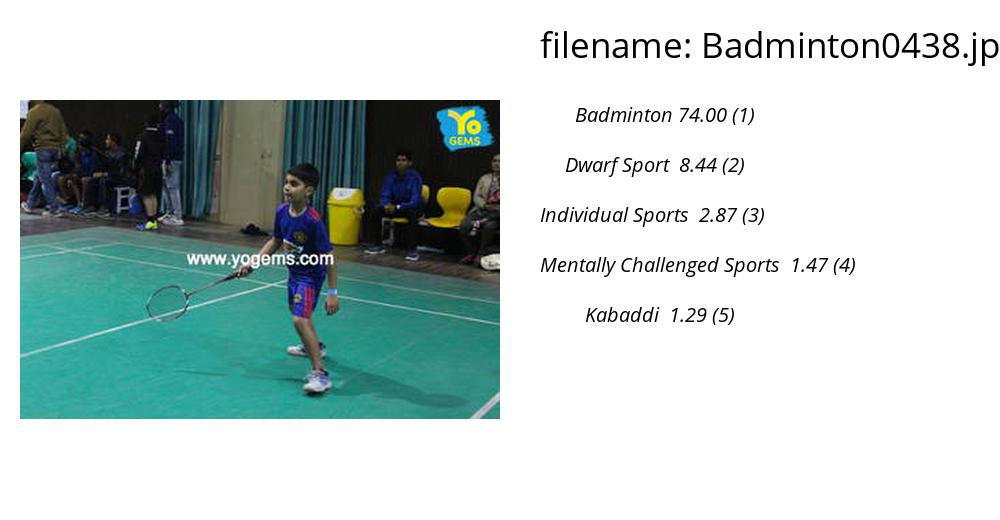 filename: Badminton0438.jp
Badminton 74.00 (1)
Dwarf Sport 8.44 (2)
Individual Sports 2.87 (3)
Mentally Challenged Sports 1.47 (4)
Kabaddi 1.29 (5)
Yo
GEMS
www.yogems.com